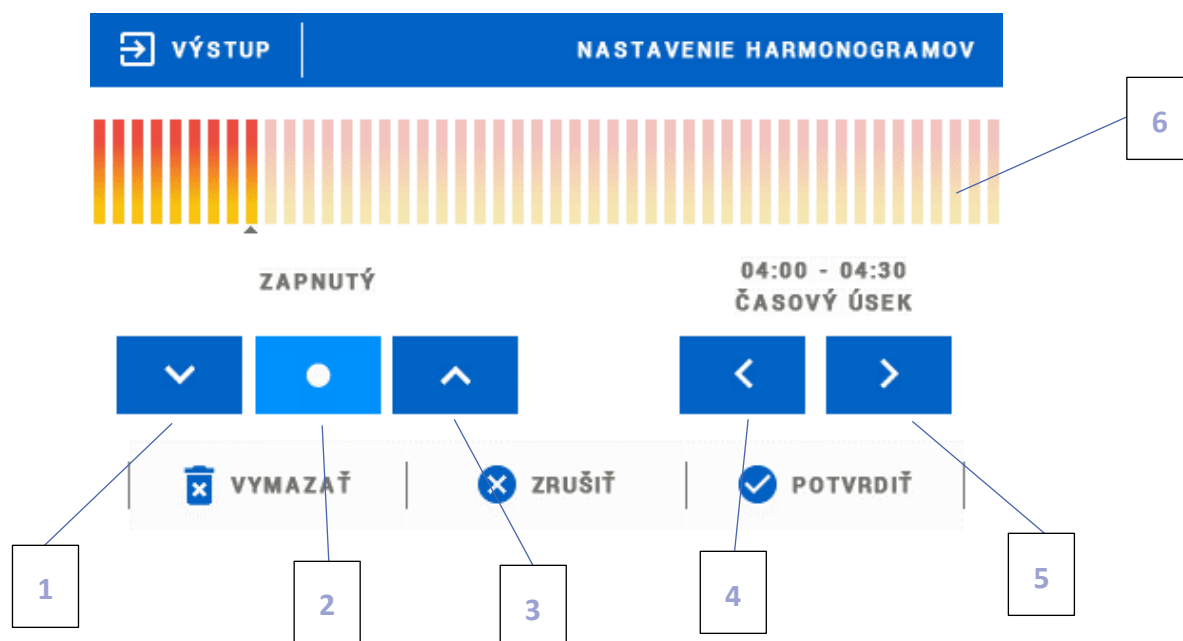 VÝSTUP NASTAVENIE HARMONOGRAMOV
6
ZAPNUTÝ
04:00 - 04:30
ČASOVÝ ÚSEK
VYMAZAŤ ZRUŠIŤ POTVRDIŤ
1 2 3 4 5